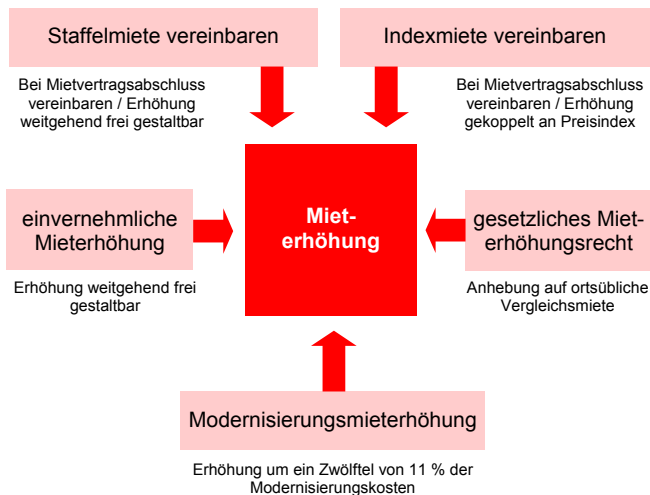 Staffelmiete vereinbaren
Indexmiete vereinbaren
Bei Mietvertragsabschluss
vereinbaren / Erhöhung
weitgehend frei gestaltbar
Bei Mietvertragsabschluss
vereinbaren / Erhöhung
gekoppelt an Preisindex
einvernehmliche
Mieterhöhung
Miet-
erhöhung
gesetzliches Miet-
erhöhungsrecht
Erhöhung weitgehend frei
gestaltbar
Anhebung auf ortsübliche
Vergleichsmiete
Modernisierungsmieterhöhung
Erhöhung um ein Zwölftel von 11 % der
Modernisierungskosten